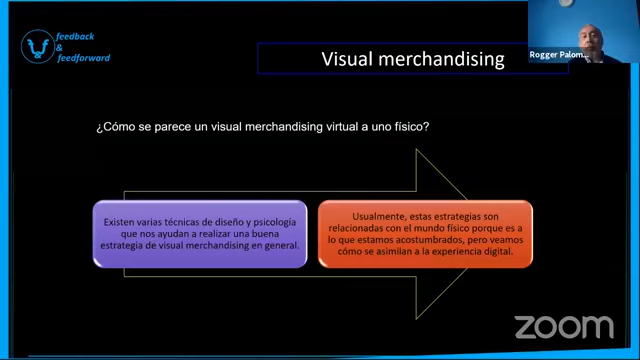 feedback
&
feedforward
Visual merchandising
Rogger Palom...
¿Cómo se parece un visual merchandising virtual a uno físico?
Existen varias técnicas de diseño y psicología
que nos ayudan a realizar una buena
estrategia de visual merchandising en general.
Usualmente, estas estrategias son
relacionadas con el mundo físico porque es a
lo que estamos acostumbrados, pero veamos
cómo se asimilan a la experiencia digital.
zoom